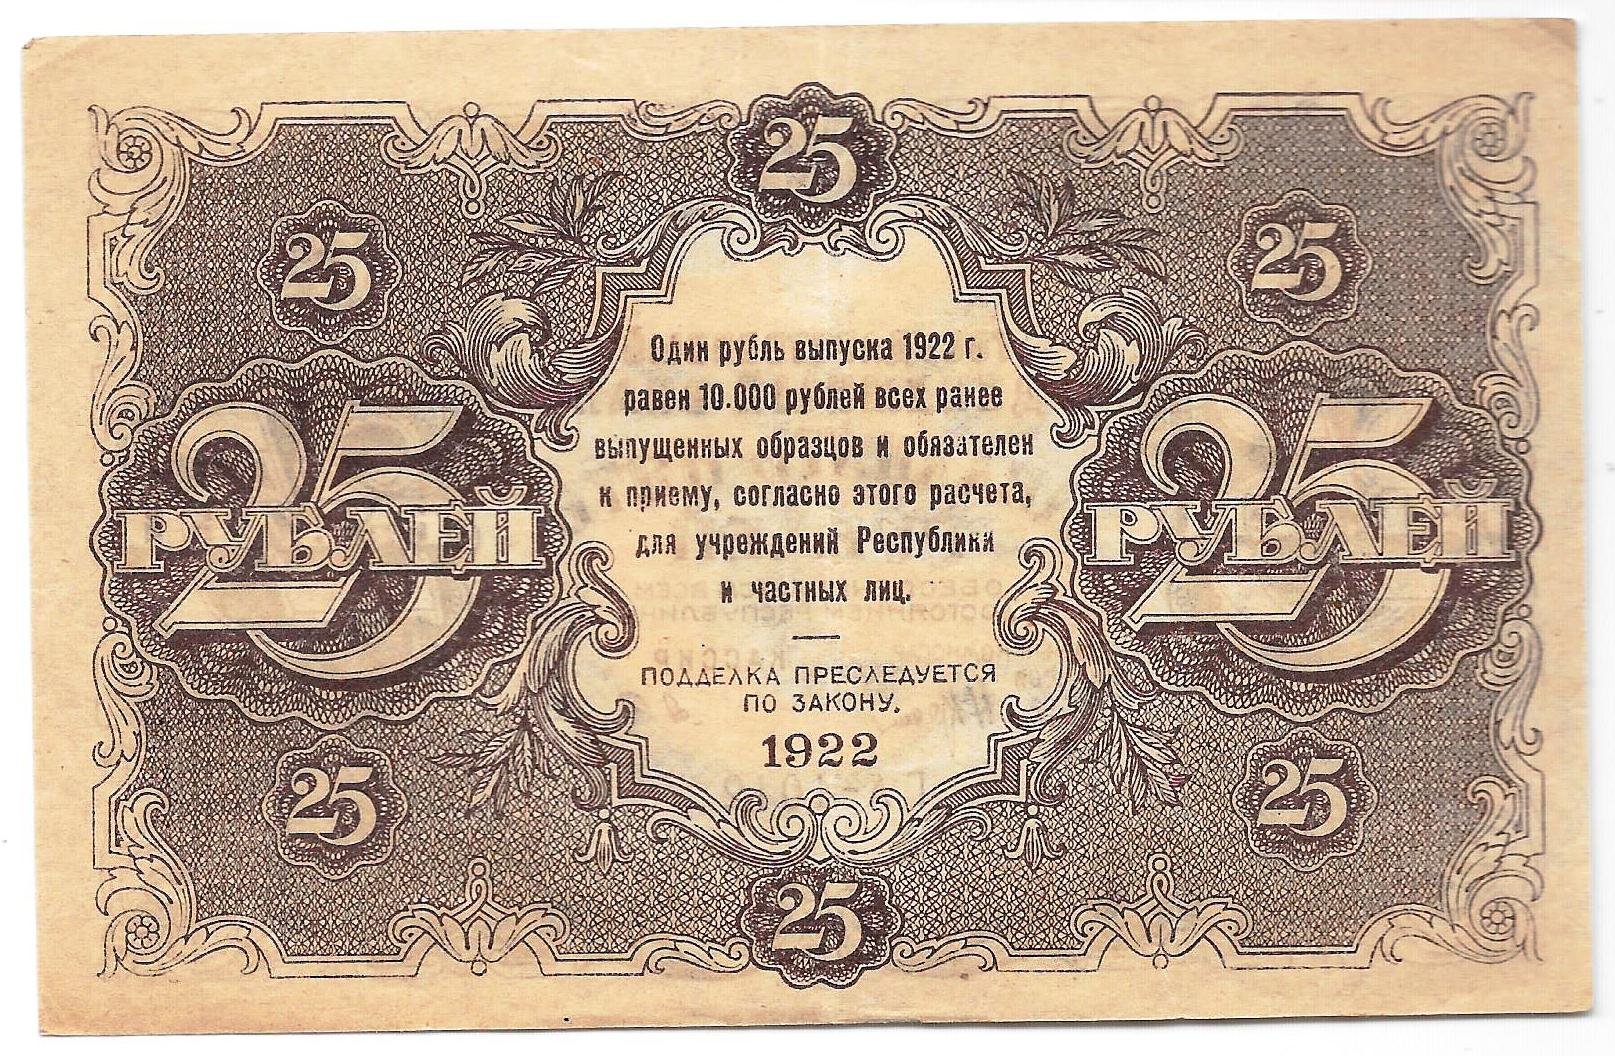 25
25
25
25
РУБЛЕЙ
25
РУБЛЕЙ
Один рубль выпуска 1922 г.
равен 10.000 рублей всех ранее
выпущенных образцов и обязателен
к приему, согласно этого расчета,
для учреждений Республики
и частных лиц.
ПОДДЕЛКА ПРЕСЛЕДУЕТСЯ
ПО ЗАКОНУ.
1922
25
25
25